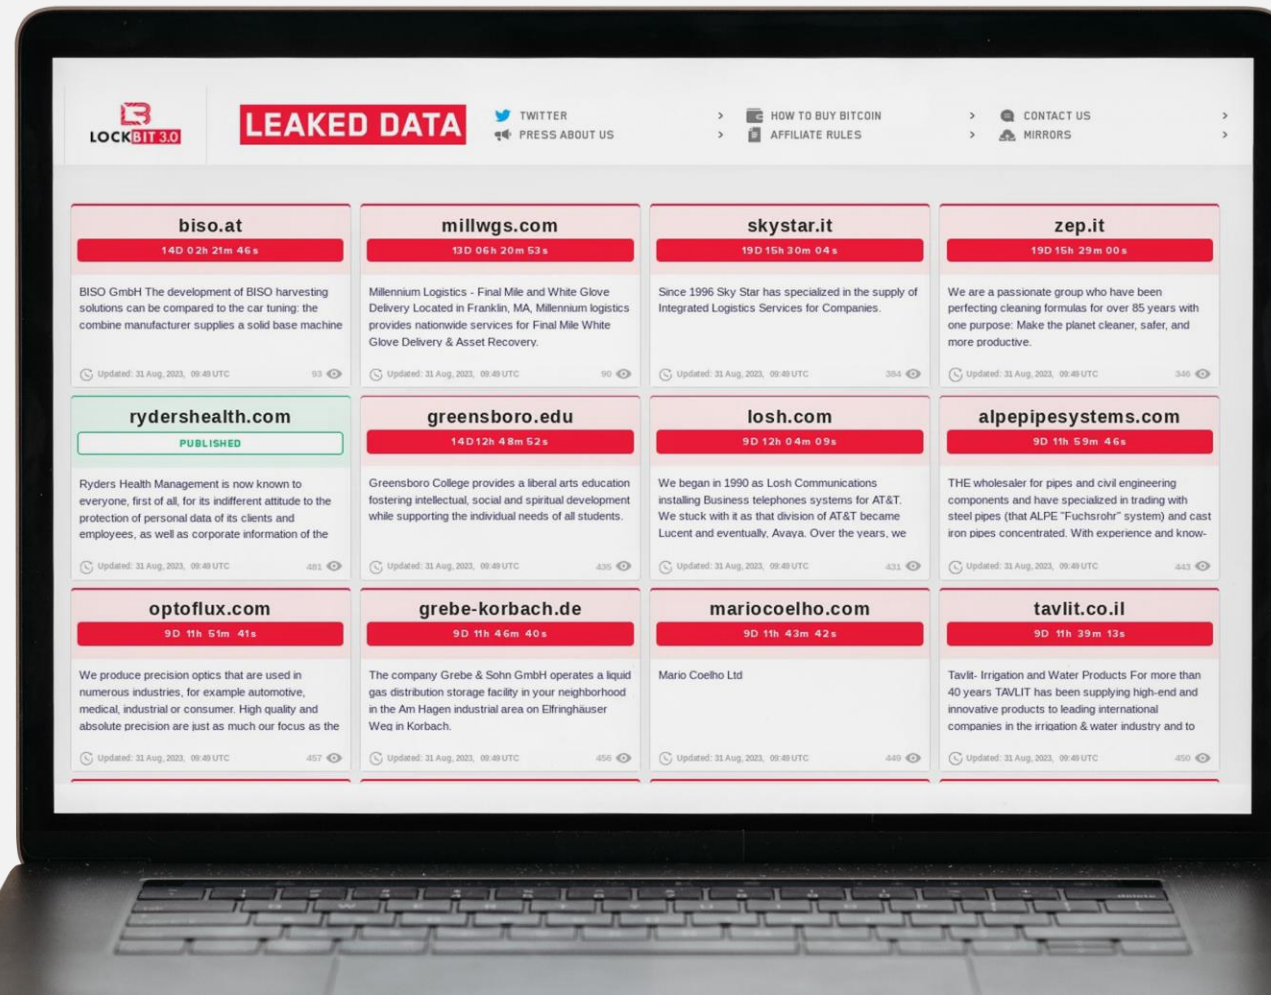 LOCKBIT 3.0
LEAKED DATA
TWITTER
PRESS ABOUT US
HOW TO BUY BITCOIN
AFFILIATE RULES
CONTACT US
MIRRORS
biso.at
14D 02h 21m 46s
BISO GmbH The development of BISO harvesting
solutions can be compared to the car tuning: the
combine manufacturer supplies a solid base machine
Updated: 31 Aug, 2023, 09:49 UTC 93
millwgs.com
13D 06h 20m 53s
Millennium Logistics - Final Mile and White Glove
Delivery Located in Franklin, MA, Millennium logistics
provides nationwide services for Final Mile White
Glove Delivery & Asset Recovery.
Updated: 31 Aug, 2023, 09:49 UTC 90
skystar.it
19D 15h 30m 04s
Since 1996 Sky Star has specialized in the supply of
Integrated Logistics Services for Companies.
Updated: 31 Aug, 2023, 09:49 UTC 384
zep.it
19D 15h 29m 00s
We are a passionate group who have been
perfecting cleaning formulas for over 85 years with
one purpose: Make the planet cleaner, safer, and
more productive.
Updated: 31 Aug, 2023, 09:49 UTC 346
rydershealth.com
PUBLISHED
Ryders Health Management is now known to
everyone, first of all, for its indifferent attitude to the
protection of personal data of its clients and
employees, as well as corporate information of the
Updated: 31 Aug, 2023, 09:49 UTC 481
greensboro.edu
14D 12h 48m 52s
Greensboro College provides a liberal arts education
fostering intellectual, social and spiritual development
while supporting the individual needs of all students.
Updated: 31 Aug, 2023, 09:49 UTC 435
losh.com
9D 12h 04m 09s
We began in 1990 as Losh Communications
installing Business telephones systems for AT&T.
We stuck with it as that division of AT&T became
Lucent and eventually, Avaya. Over the years, we
Updated: 31 Aug, 2023, 09:49 UTC 431
alpepipesystems.com
9D 11h 59m 46s
THE wholesaler for pipes and civil engineering
components and have specialized in trading with
steel pipes (that ALPE "Fuchsrohr" system) and cast
iron pipes concentrated. With experience and know-
Updated: 31 Aug, 2023, 09:49 UTC 443
optoflux.com
9D 11h 51m 41s
We produce precision optics that are used in
numerous industries, for example automotive,
medical, industrial or consumer. High quality and
absolute precision are just as much our focus as the
Updated: 31 Aug, 2023, 09:49 UTC 457
grebe-korbach.de
9D 11h 46m 40s
The company Grebe & Sohn GmbH operates a liquid
gas distribution storage facility in your neighborhood
in the Am Hagen industrial area on Elfringhäuser
Weg in Korbach.
Updated: 31 Aug, 2023, 09:49 UTC 456
mariocoelho.com
9D 11h 43m 42s
Mario Coelho Ltd
Updated: 31 Aug, 2023, 09:49 UTC 449
tavlit.co.il
9D 11h 39m 13s
Tavlit- Irrigation and Water Products For more than
40 years TAVLIT has been supplying high-end and
innovative products to leading international
companies in the irrigation & water industry and to
Updated: 31 Aug, 2023, 09:49 UTC 450